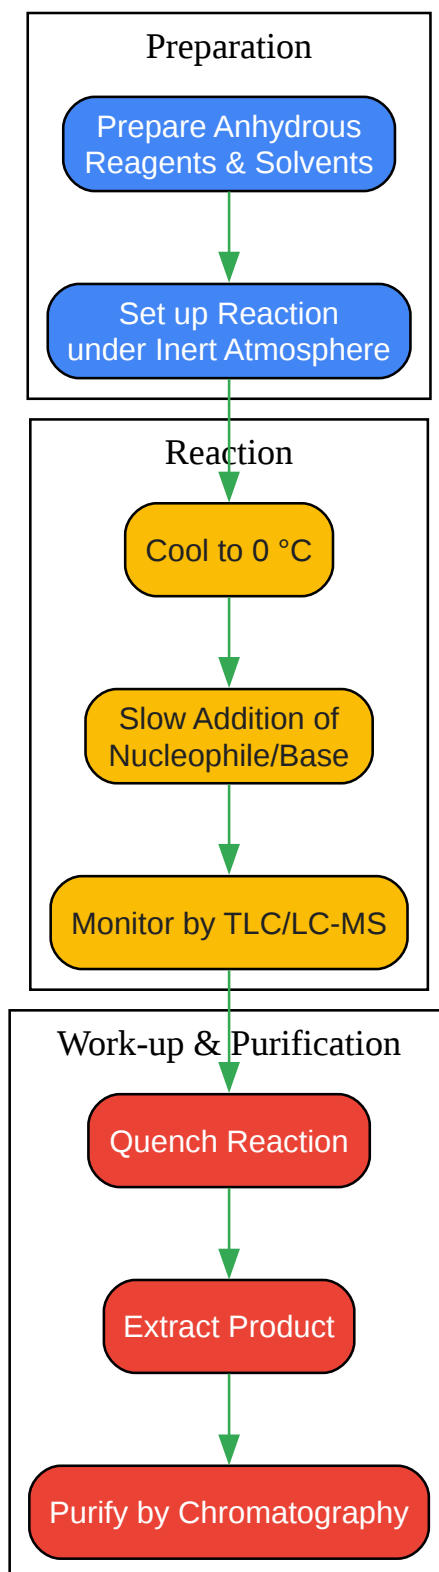 Preparation
Prepare Anhydrous
Reagents & Solvents
Set up Reaction
under Inert Atmosphere
Reaction
Cool to 0 °C
Slow Addition of
Nucleophile/Base
Monitor by TLC/LC-MS
Work-up & Purification
Quench Reaction
Extract Product
Purify by Chromatography